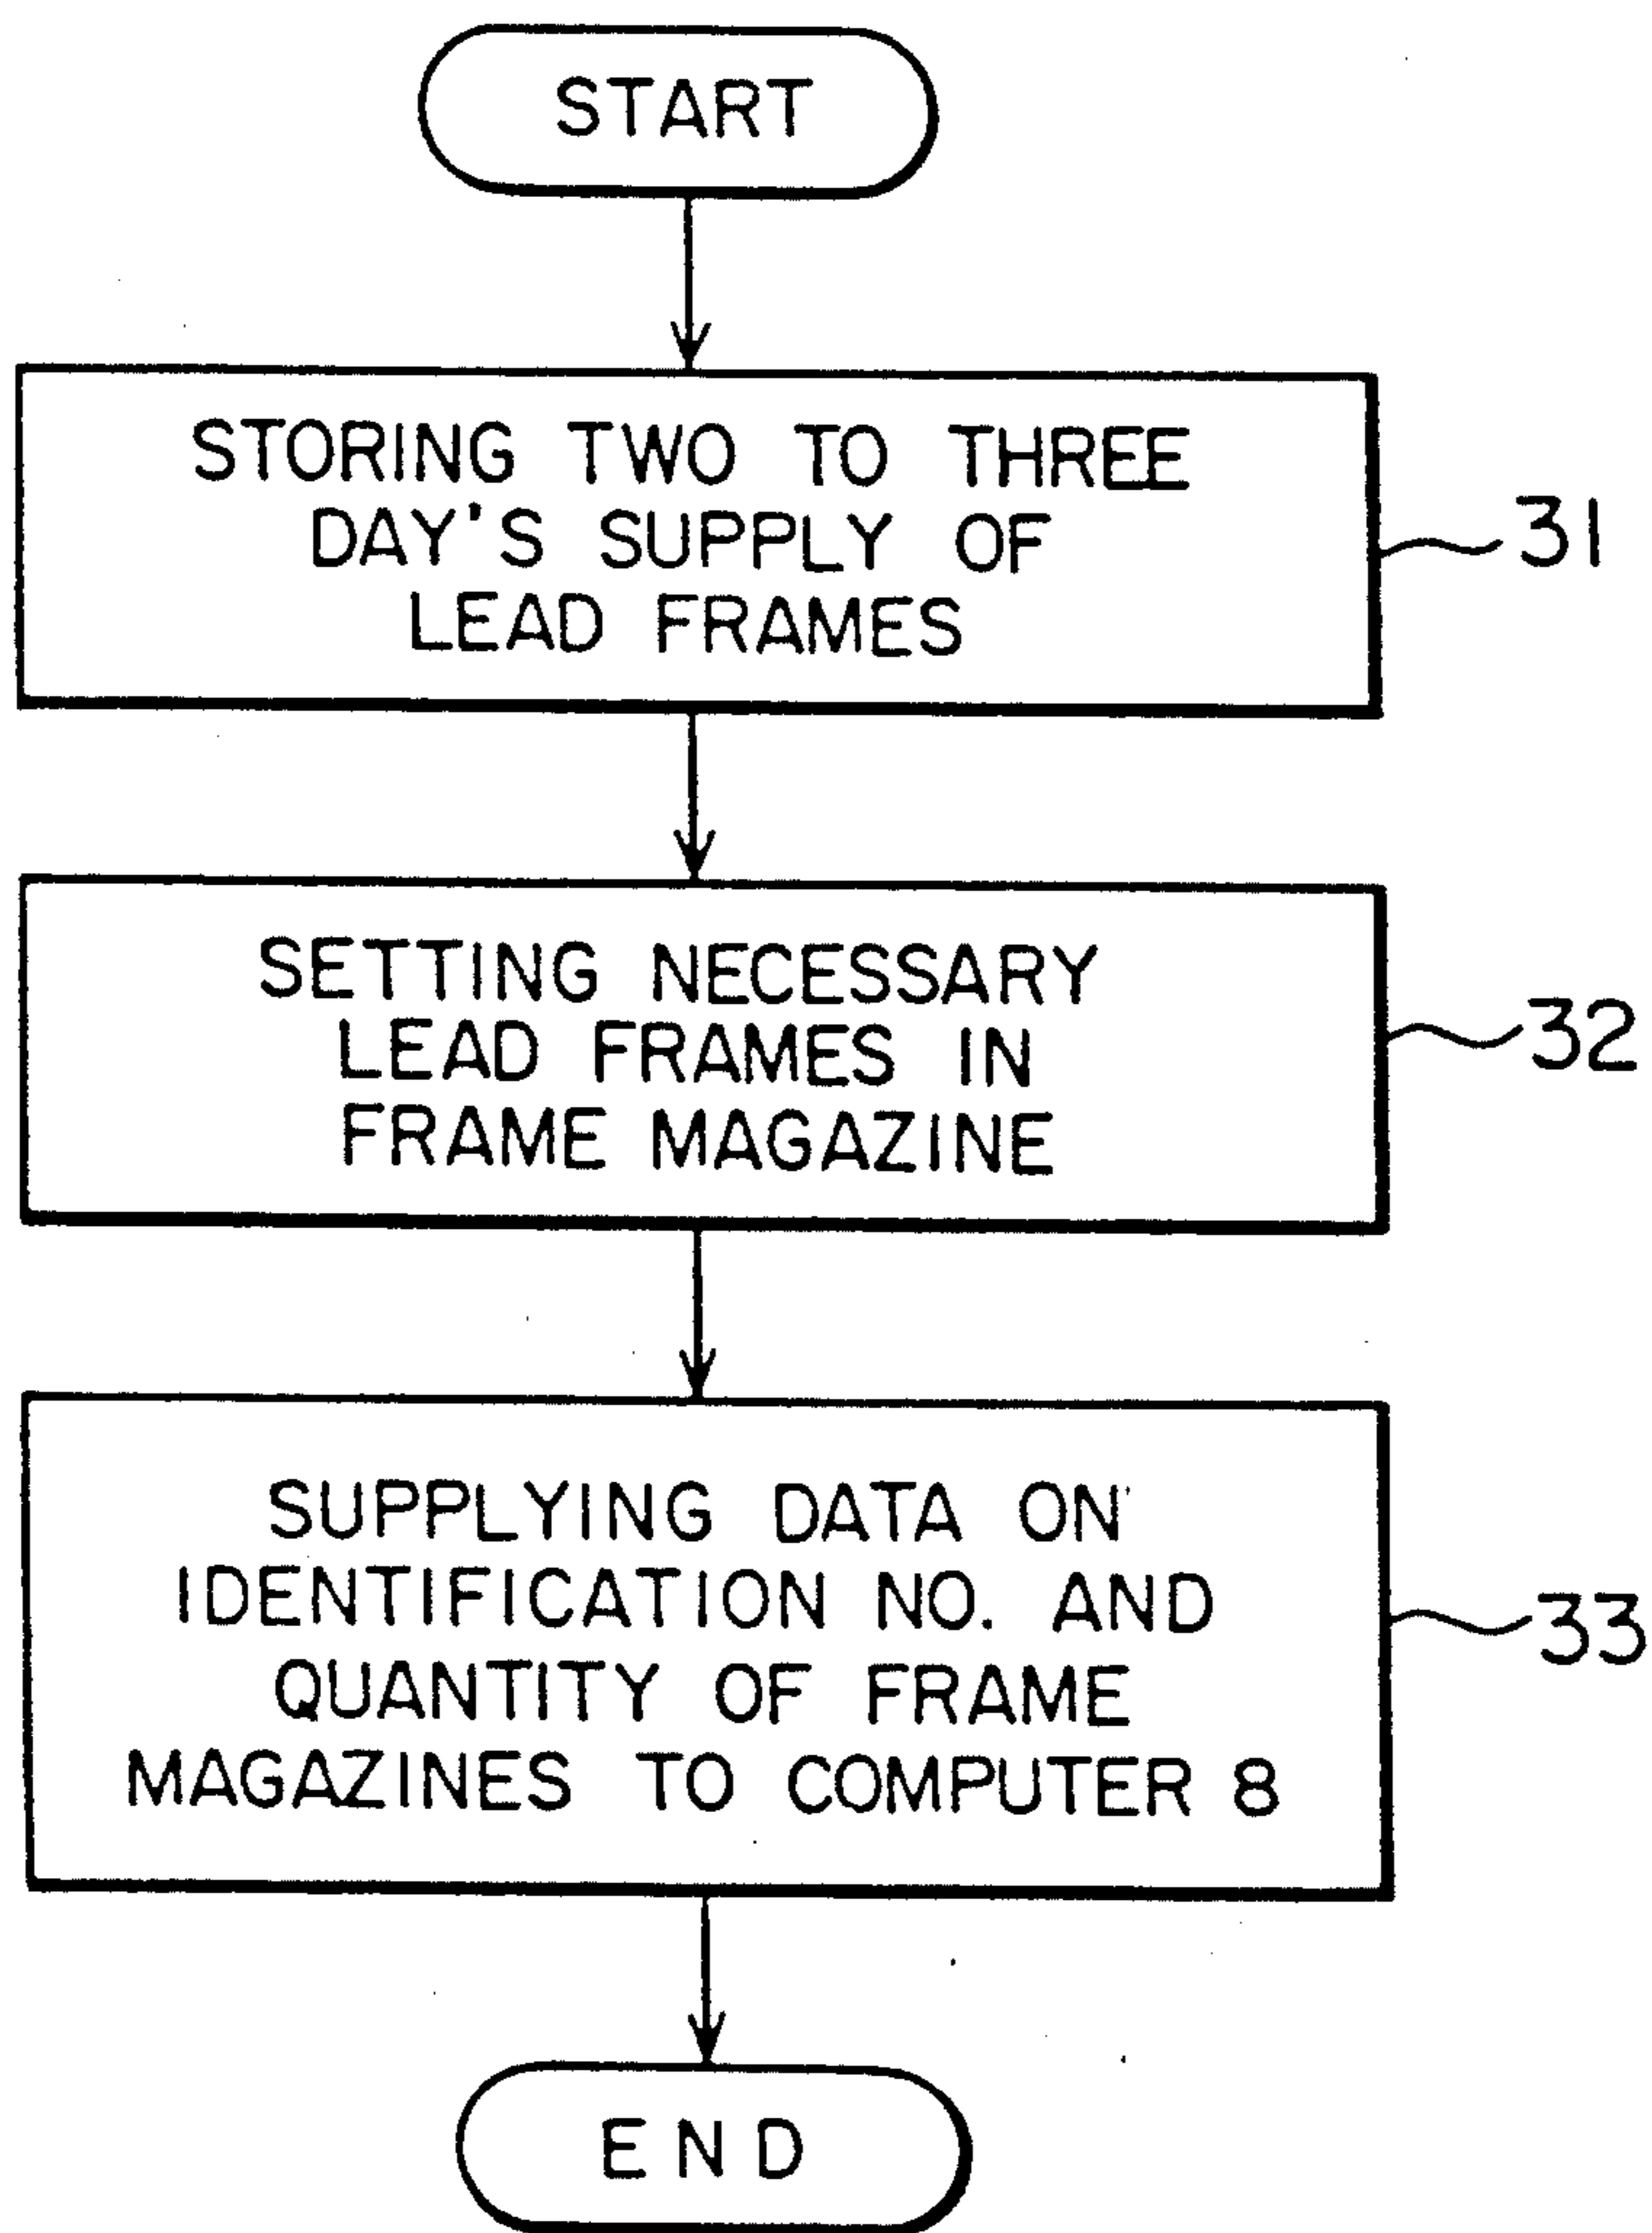 START
STORING TWO TO THREE
DAY'S SUPPLY OF
LEAD FRAMES
31
SETTING NECESSARY
LEAD FRAMES IN
FRAME MAGAZINE
32
SUPPLYING DATA ON
IDENTIFICATION NO. AND
QUANTITY OF FRAME
MAGAZINES TO COMPUTER 8
33
END